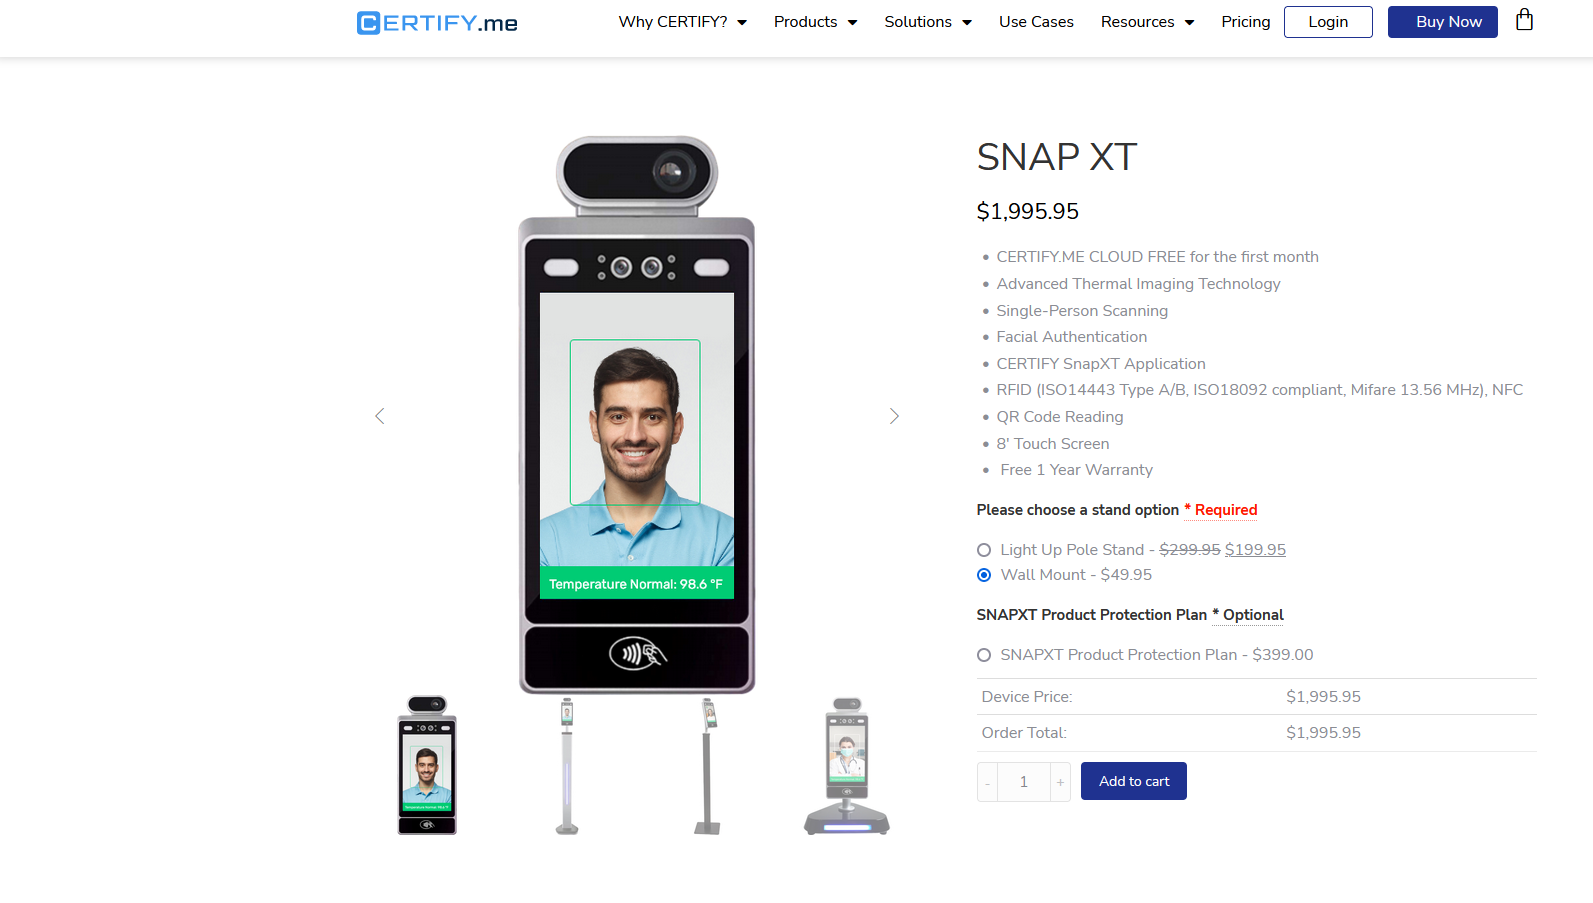 CERTIFY.me
Why CERTIFY?
Products
Solutions
Use Cases
Resources
Pricing
Login
Buy Now
Temperature Normal: 98.6 °F
SNAP XT
$1,995.95
CERTIFY.ME CLOUD FREE for the first month
Advanced Thermal Imaging Technology
Single-Person Scanning
Facial Authentication
CERTIFY SnapXT Application
RFID (ISO14443 Type A/B, ISO18092 compliant, Mifare 13.56 MHz), NFC
QR Code Reading
8' Touch Screen
Free 1 Year Warranty
Please choose a stand option * Required
Light Up Pole Stand - $299.95 $199.95
Wall Mount - $49.95
SNAPXT Product Protection Plan * Optional
SNAPXT Product Protection Plan - $399.00
Device Price: $1,995.95
Order Total: $1,995.95
- 1 + Add to cart
Temperature Normal: 98.6 °F